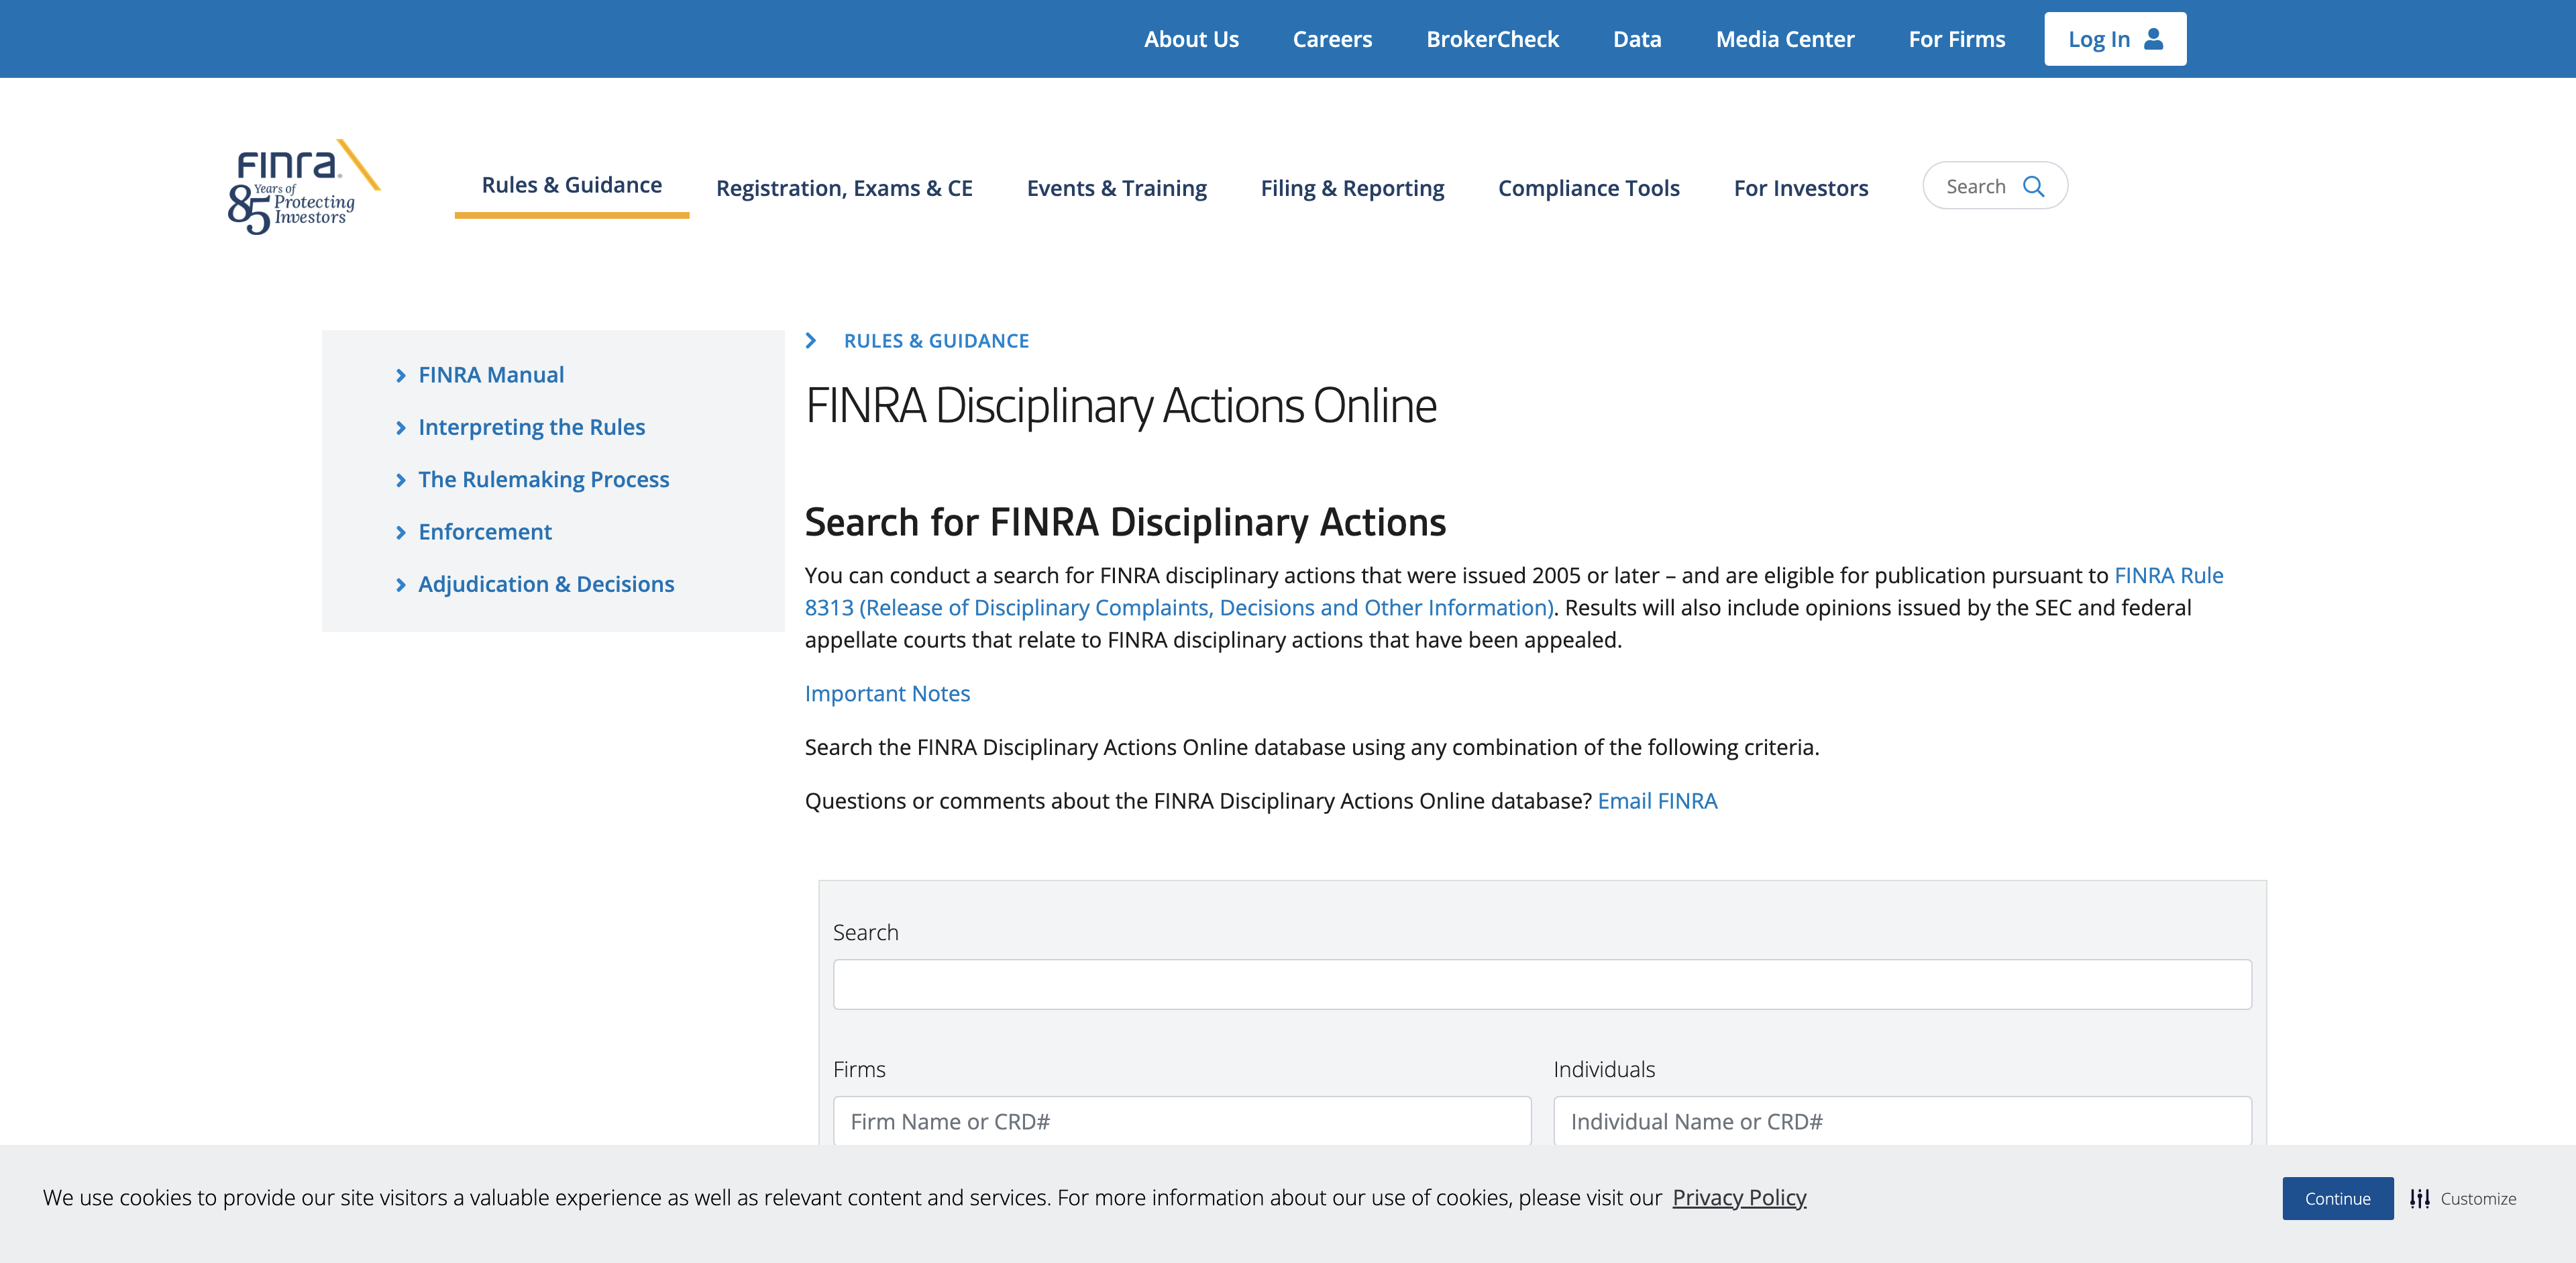 About Us Careers BrokerCheck Data Media Center For Firms Log In
finra.
85 Years of Protecting Investors
Rules & Guidance Registration, Exams & CE Events & Training Filing & Reporting Compliance Tools For Investors Search
FINRA Manual
Interpreting the Rules
The Rulemaking Process
Enforcement
Adjudication & Decisions
RULES & GUIDANCE
FINRA Disciplinary Actions Online
Search for FINRA Disciplinary Actions
You can conduct a search for FINRA disciplinary actions that were issued 2005 or later – and are eligible for publication pursuant to FINRA Rule
8313 (Release of Disciplinary Complaints, Decisions and Other Information). Results will also include opinions issued by the SEC and federal
appellate courts that relate to FINRA disciplinary actions that have been appealed.
Important Notes
Search the FINRA Disciplinary Actions Online database using any combination of the following criteria.
Questions or comments about the FINRA Disciplinary Actions Online database? Email FINRA
Search
Firms Individuals
Firm Name or CRD# Individual Name or CRD#
We use cookies to provide our site visitors a valuable experience as well as relevant content and services. For more information about our use of cookies, please visit our Privacy Policy Continue Customize